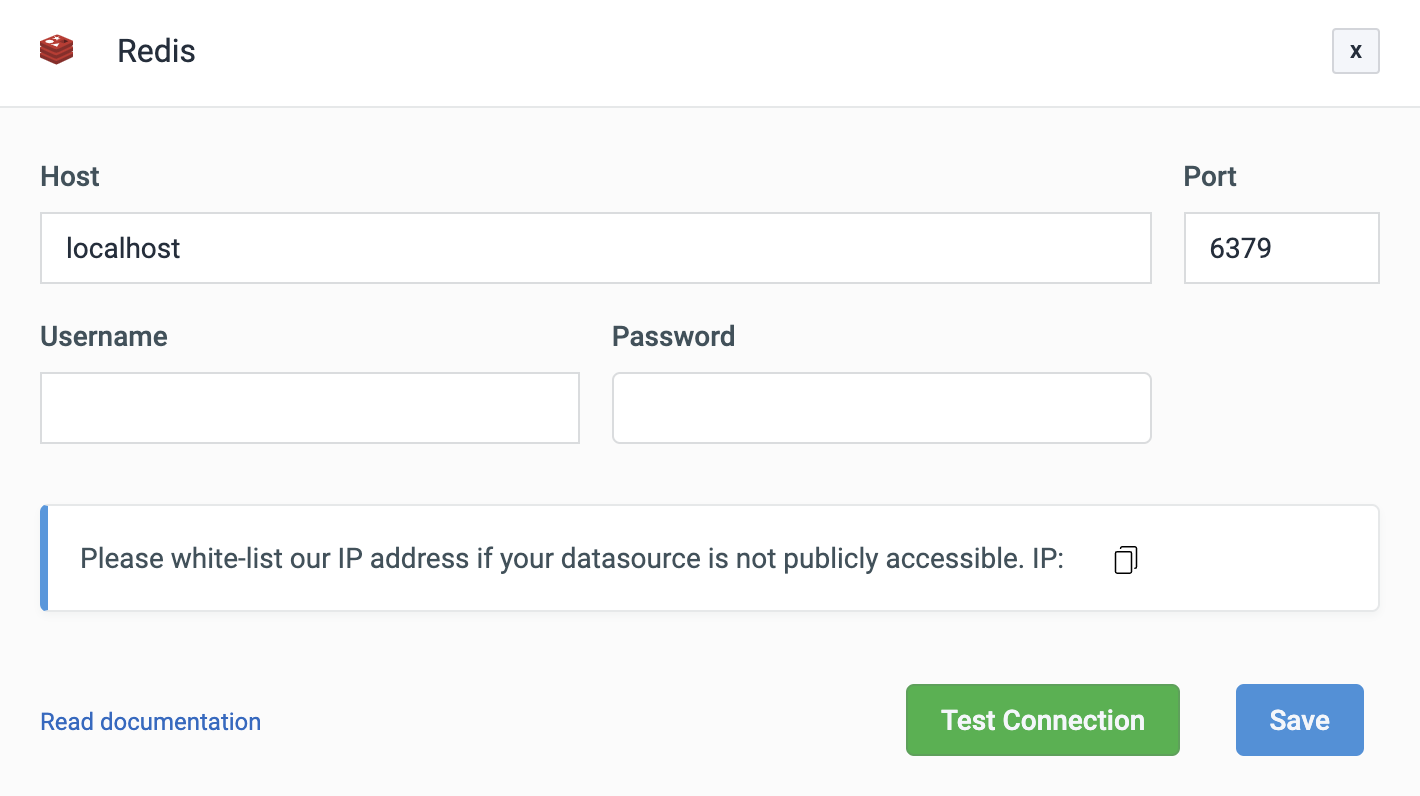 Redis
x
Host
Port
localhost
6379
Username
Password
Please white-list our IP address if your datasource is not publicly accessible. IP:
Read documentation
Test Connection
Save